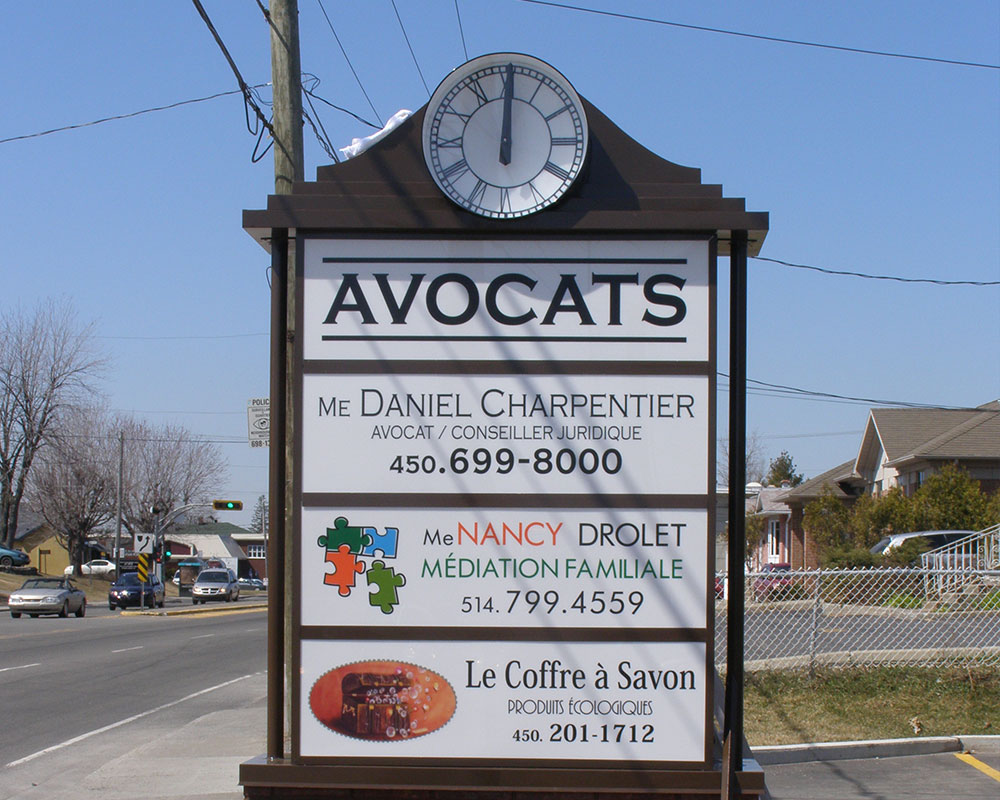 AVOCATS
ME DANIEL CHARPENTIER
AVOCAT / CONSEILLER JURIDIQUE
450.699-8000
Me NANCY DROLET
MÉDIATION FAMILIALE
514. 799.4559
Le Coffre à Savon
PRODUITS ÉCOLOGIQUES
450. 201-1712
POLICE